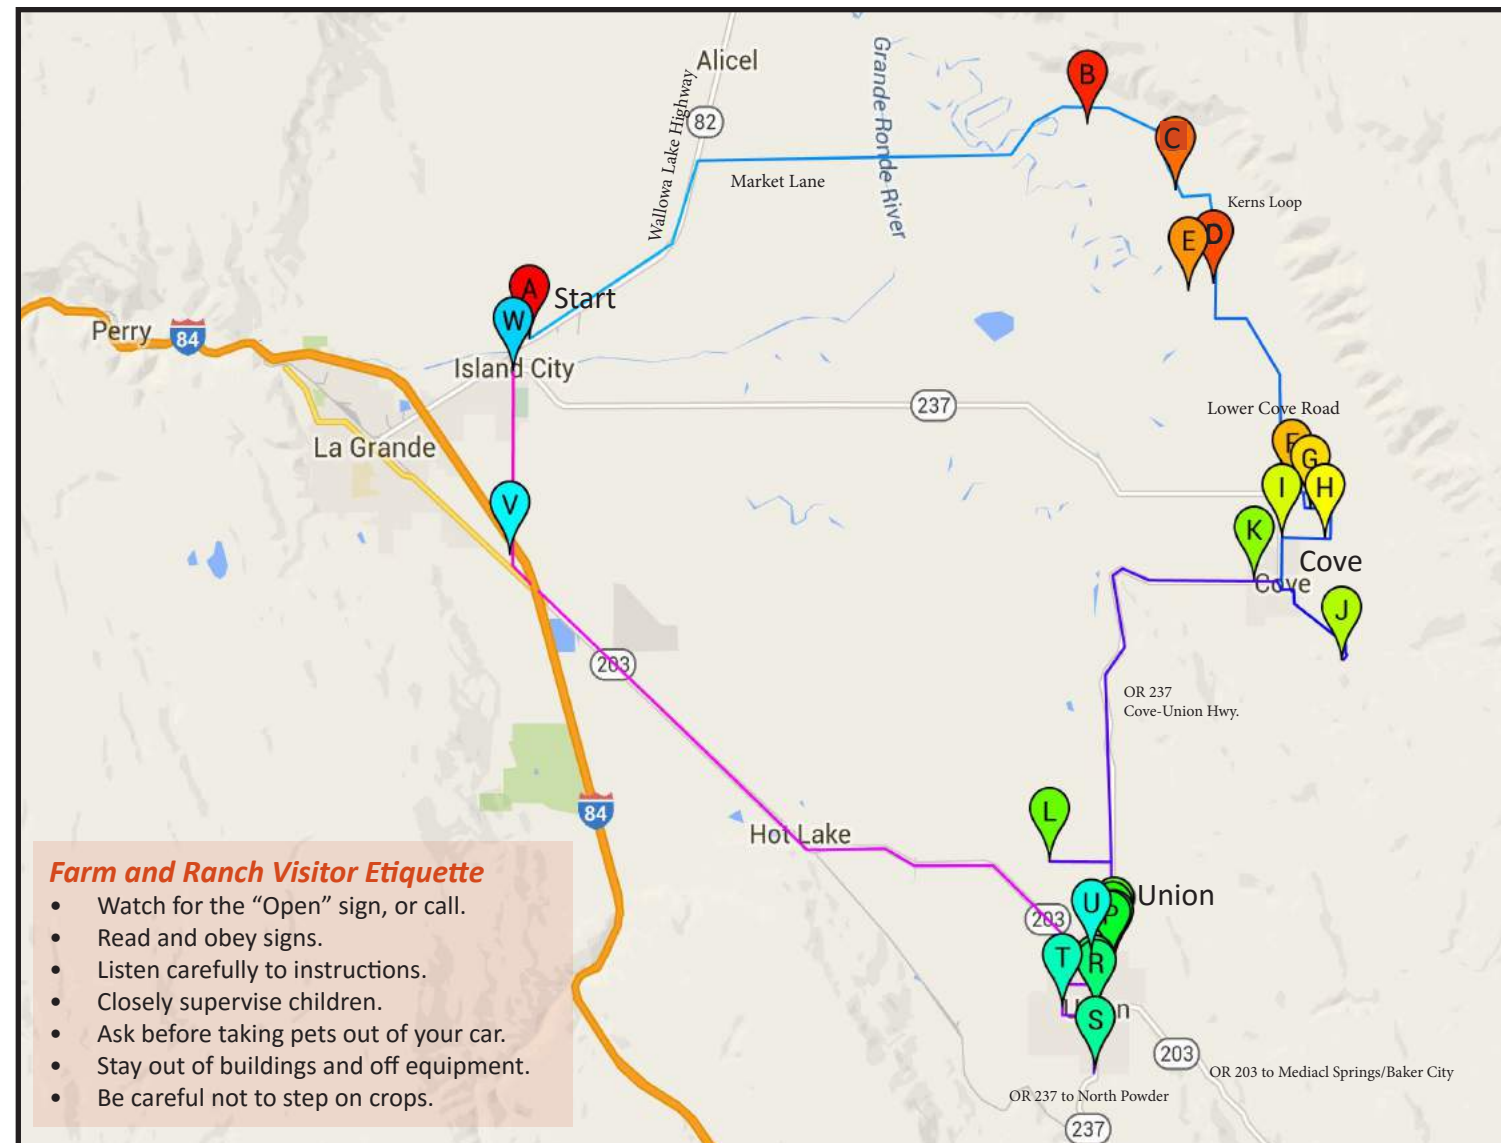 Alicel
Grande Ronde River
B
82
Wallowa Lake Highway
C
Market Lane
Kerns Loop
E
D
A
Start
W
Perry
84
Island City
237
Lower Cove Road
La Grande
F
G
I
H
V
K
Cove
Cove
J
203
OR 237
Cove-Union Hwy.
84
L
Hot Lake
Farm and Ranch Visitor Etiquette
• Watch for the “Open” sign, or call.
• Read and obey signs.
• Listen carefully to instructions.
• Closely supervise children.
• Ask before taking pets out of your car.
• Stay out of buildings and off equipment.
• Be careful not to step on crops.
Union
U
P
203
T
R
S
203
OR 203 to Mediacl Springs/Baker City
OR 237 to North Powder
237